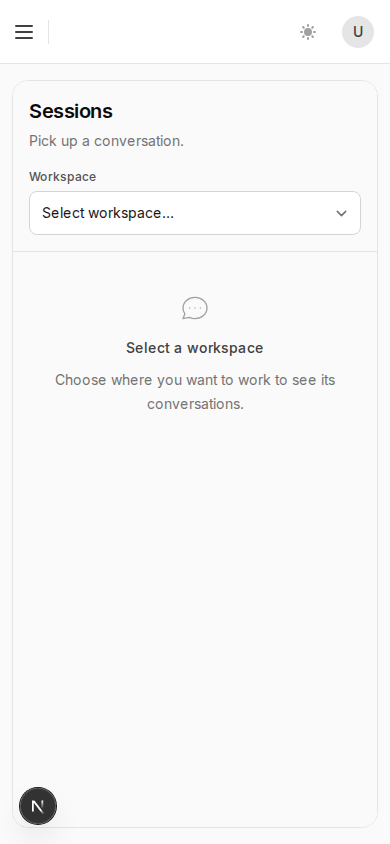 U
Sessions
Pick up a conversation.
Workspace
Select workspace...
Select a workspace
Choose where you want to work to see its
conversations.
N